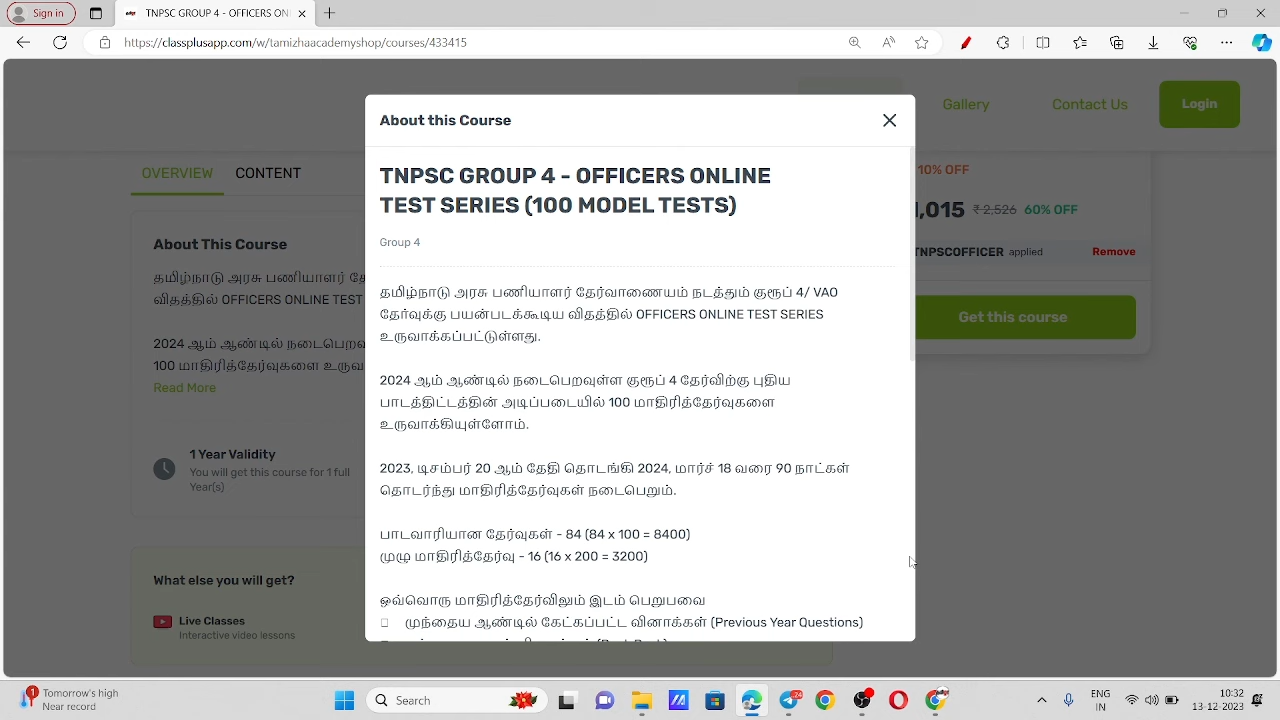 Sign in
TNPSC GROUP 4 - OFFICERS ON
https://classplusapp.com/w/tamizhaacademyshop/courses/433415
Gallery
Contact Us
Login
OVERVIEW
CONTENT
About This Course
தமிழ்நாடு அரசு பணியாளர் தே
விதத்தில் OFFICERS ONLINE TEST
2024 ஆம் ஆண்டில் நடைபெறவு
100 மாதிரித்தேர்வுகளை உருவ
Read More
1 Year Validity
You will get this course for 1 full
Year(s)
What else you will get?
Live Classes
Interactive video lessons
About this Course
TNPSC GROUP 4 - OFFICERS ONLINE
TEST SERIES (100 MODEL TESTS)
Group 4
தமிழ்நாடு அரசு பணியாளர் தேர்வாணையம் நடத்தும் குரூப் 4/ VAO
தேர்வுக்கு பயன்படக்கூடிய விதத்தில் OFFICERS ONLINE TEST SERIES
உருவாக்கப்பட்டுள்ளது.
2024 ஆம் ஆண்டில் நடைபெறவுள்ள குரூப் 4 தேர்விற்கு புதிய
பாடத்திட்டத்தின் அடிப்படையில் 100 மாதிரித்தேர்வுகளை
உருவாக்கியுள்ளோம்.
2023, டிசம்பர் 20 ஆம் தேதி தொடங்கி 2024, மார்ச் 18 வரை 90 நாட்கள்
தொடர்ந்து மாதிரித்தேர்வுகள் நடைபெறும்.
பாடவாரியான தேர்வுகள் - 84 (84 x 100 = 8400)
முழு மாதிரித்தேர்வு - 16 (16 x 200 = 3200)
ஒவ்வொரு மாதிரித்தேர்விலும் இடம் பெறுபவை
முந்தைய ஆண்டில் கேட்கப்பட்ட வினாக்கள் (Previous Year Questions)
10% OFF
,015 ₹ 2,526 60% OFF
TNPSCOFFICER applied Remove
Get this course
Tomorrow's high
Near record
Search
24
ENG
IN
10:32
13-12-2023